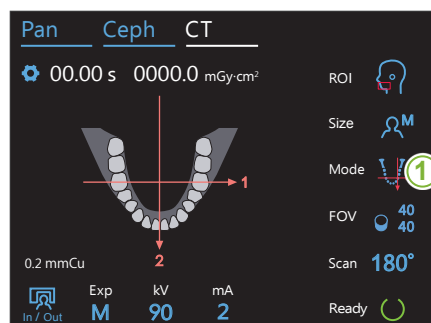 Pan Ceph CT
00.00 s 0000.0 mGy·cm²
ROI
Size M
Mode 1
1
FOV 40
40
0.2 mmCu
2
Scan 180°
In / Out
Exp kV mA
M 90 2
Ready